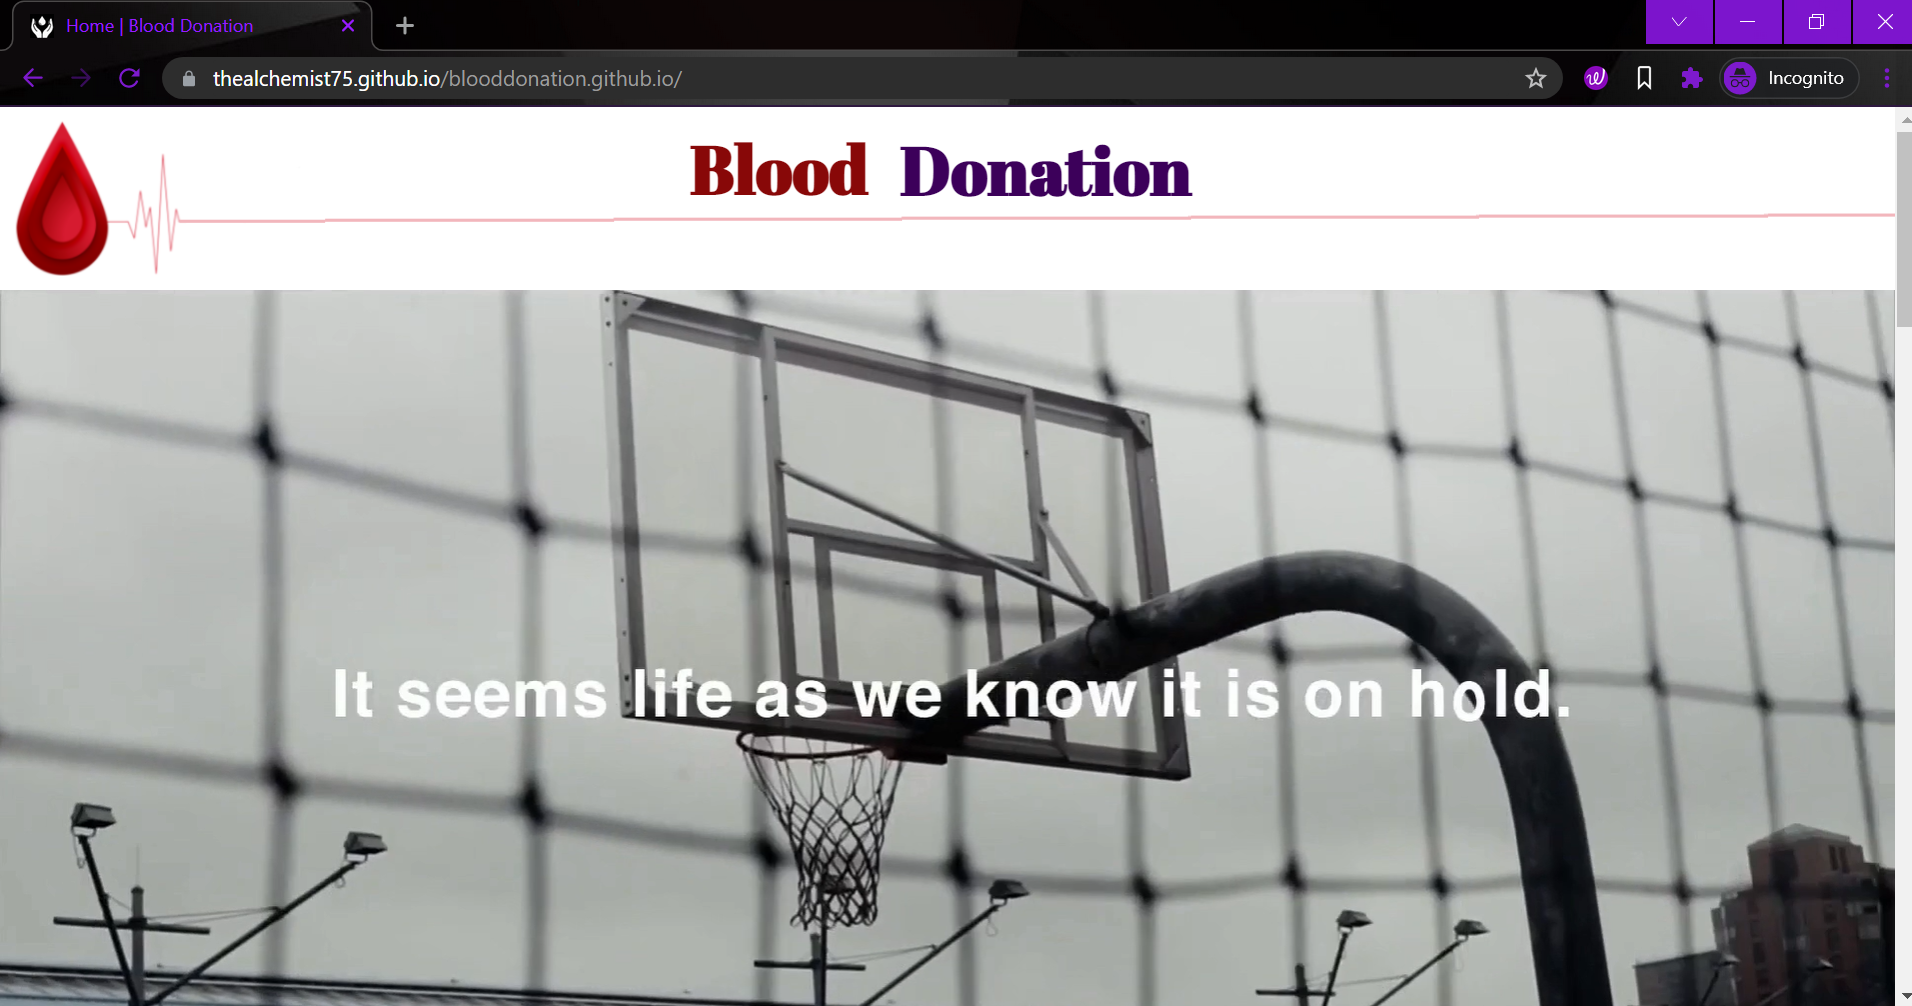 Home | Blood Donation
thealchemist75.github.io/blooddonation.github.io/
Incognito
Blood Donation
It seems life as we know it is on hold.